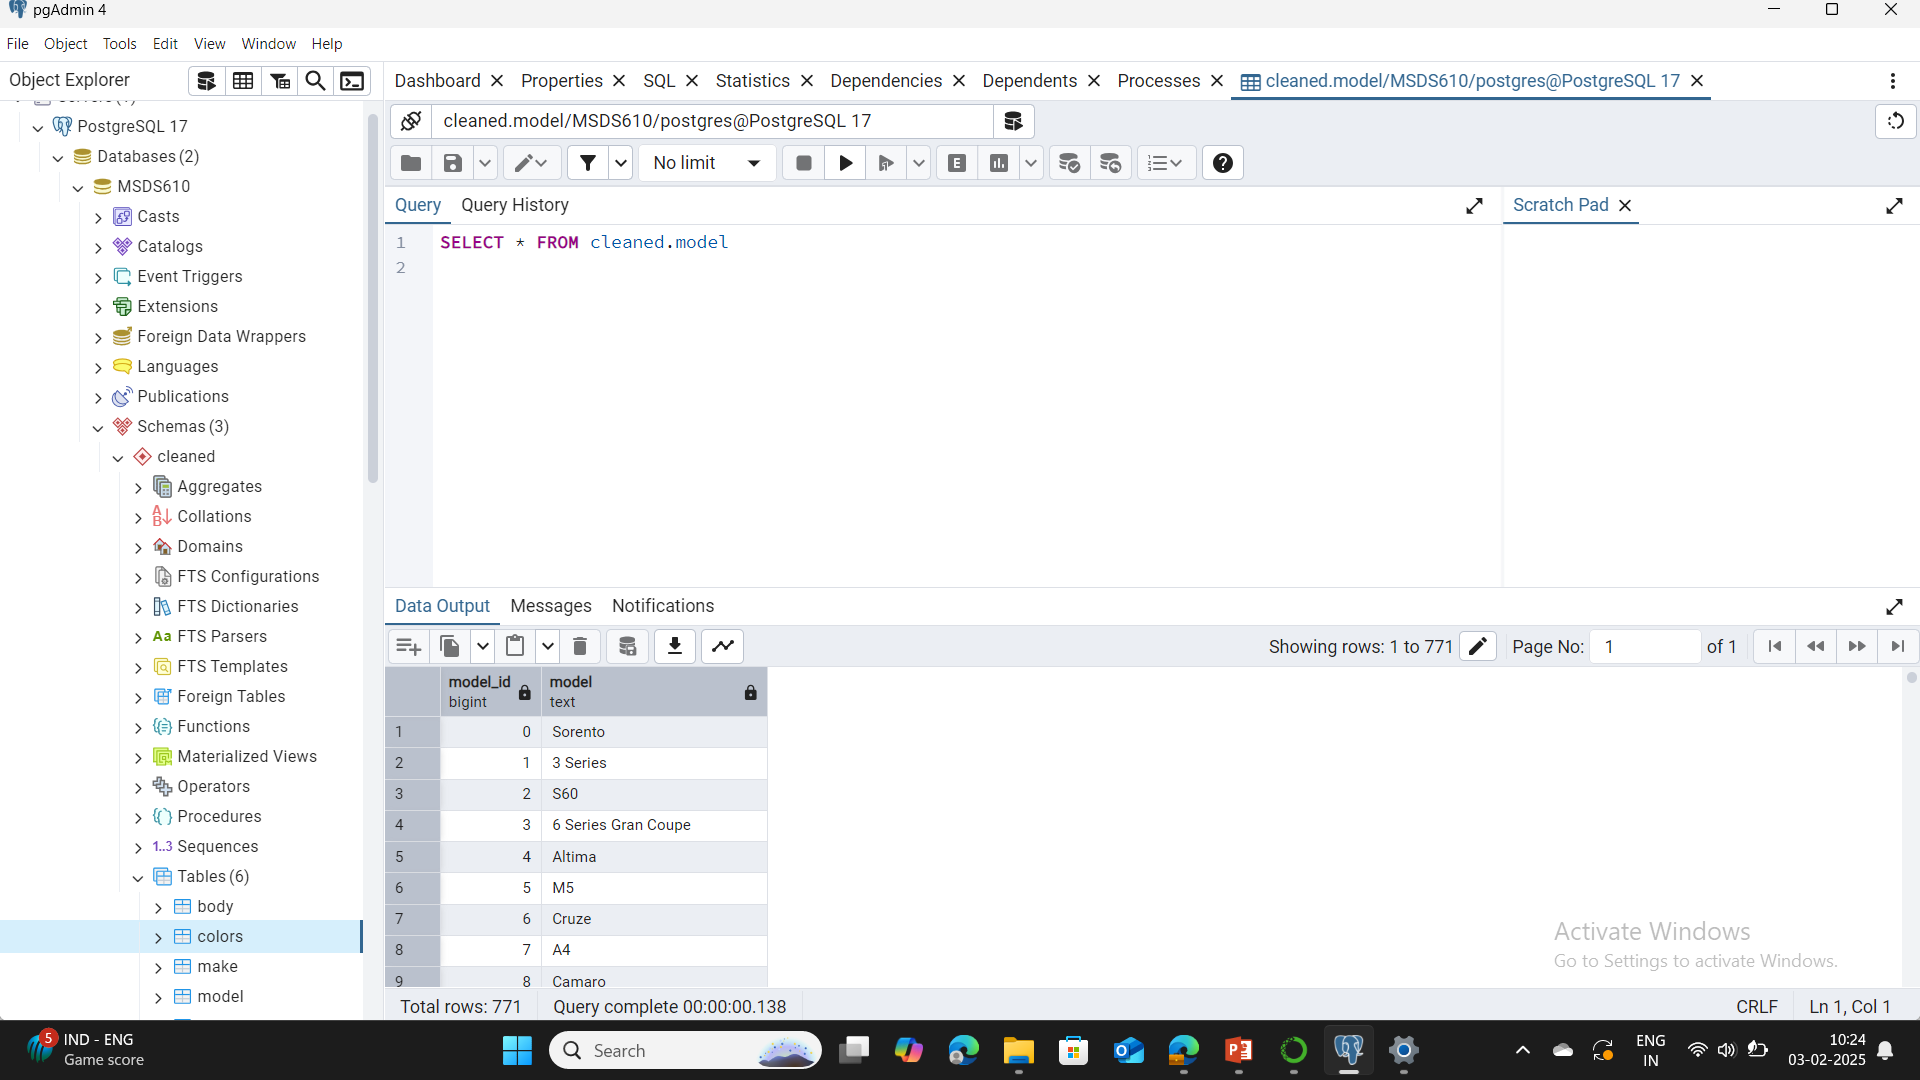 pgAdmin 4
File Object Tools Edit View Window Help
Object Explorer
Dashboard Properties SQL Statistics Dependencies Dependents Processes cleaned.model/MSDS610/postgres@PostgreSQL 17
PostgreSQL 17
Databases (2)
MSDS610
Casts
Catalogs
Event Triggers
Extensions
Foreign Data Wrappers
Languages
Publications
Schemas (3)
cleaned
Aggregates
Collations
Domains
FTS Configurations
FTS Dictionaries
Aa FTS Parsers
FTS Templates
Foreign Tables
Functions
Materialized Views
Operators
Procedures
1..3 Sequences
Tables (6)
body
colors
make
model
cleaned.model/MSDS610/postgres@PostgreSQL 17
No limit
E
Query Query History
Scratch Pad
1 SELECT * FROM cleaned.model
2
Data Output Messages Notifications
Showing rows: 1 to 771 Page No: 1 of 1
model_id bigint model text
1 0 Sorento
2 1 3 Series
3 2 S60
4 3 6 Series Gran Coupe
5 4 Altima
6 5 M5
7 6 Cruze
8 7 A4
9 8 Camaro
Activate Windows
Go to Settings to activate Windows.
Total rows: 771 Query complete 00:00:00.138 CRLF Ln 1, Col 1
5 IND - ENG
Game score
Search
ENG
IN
10:24
03-02-2025